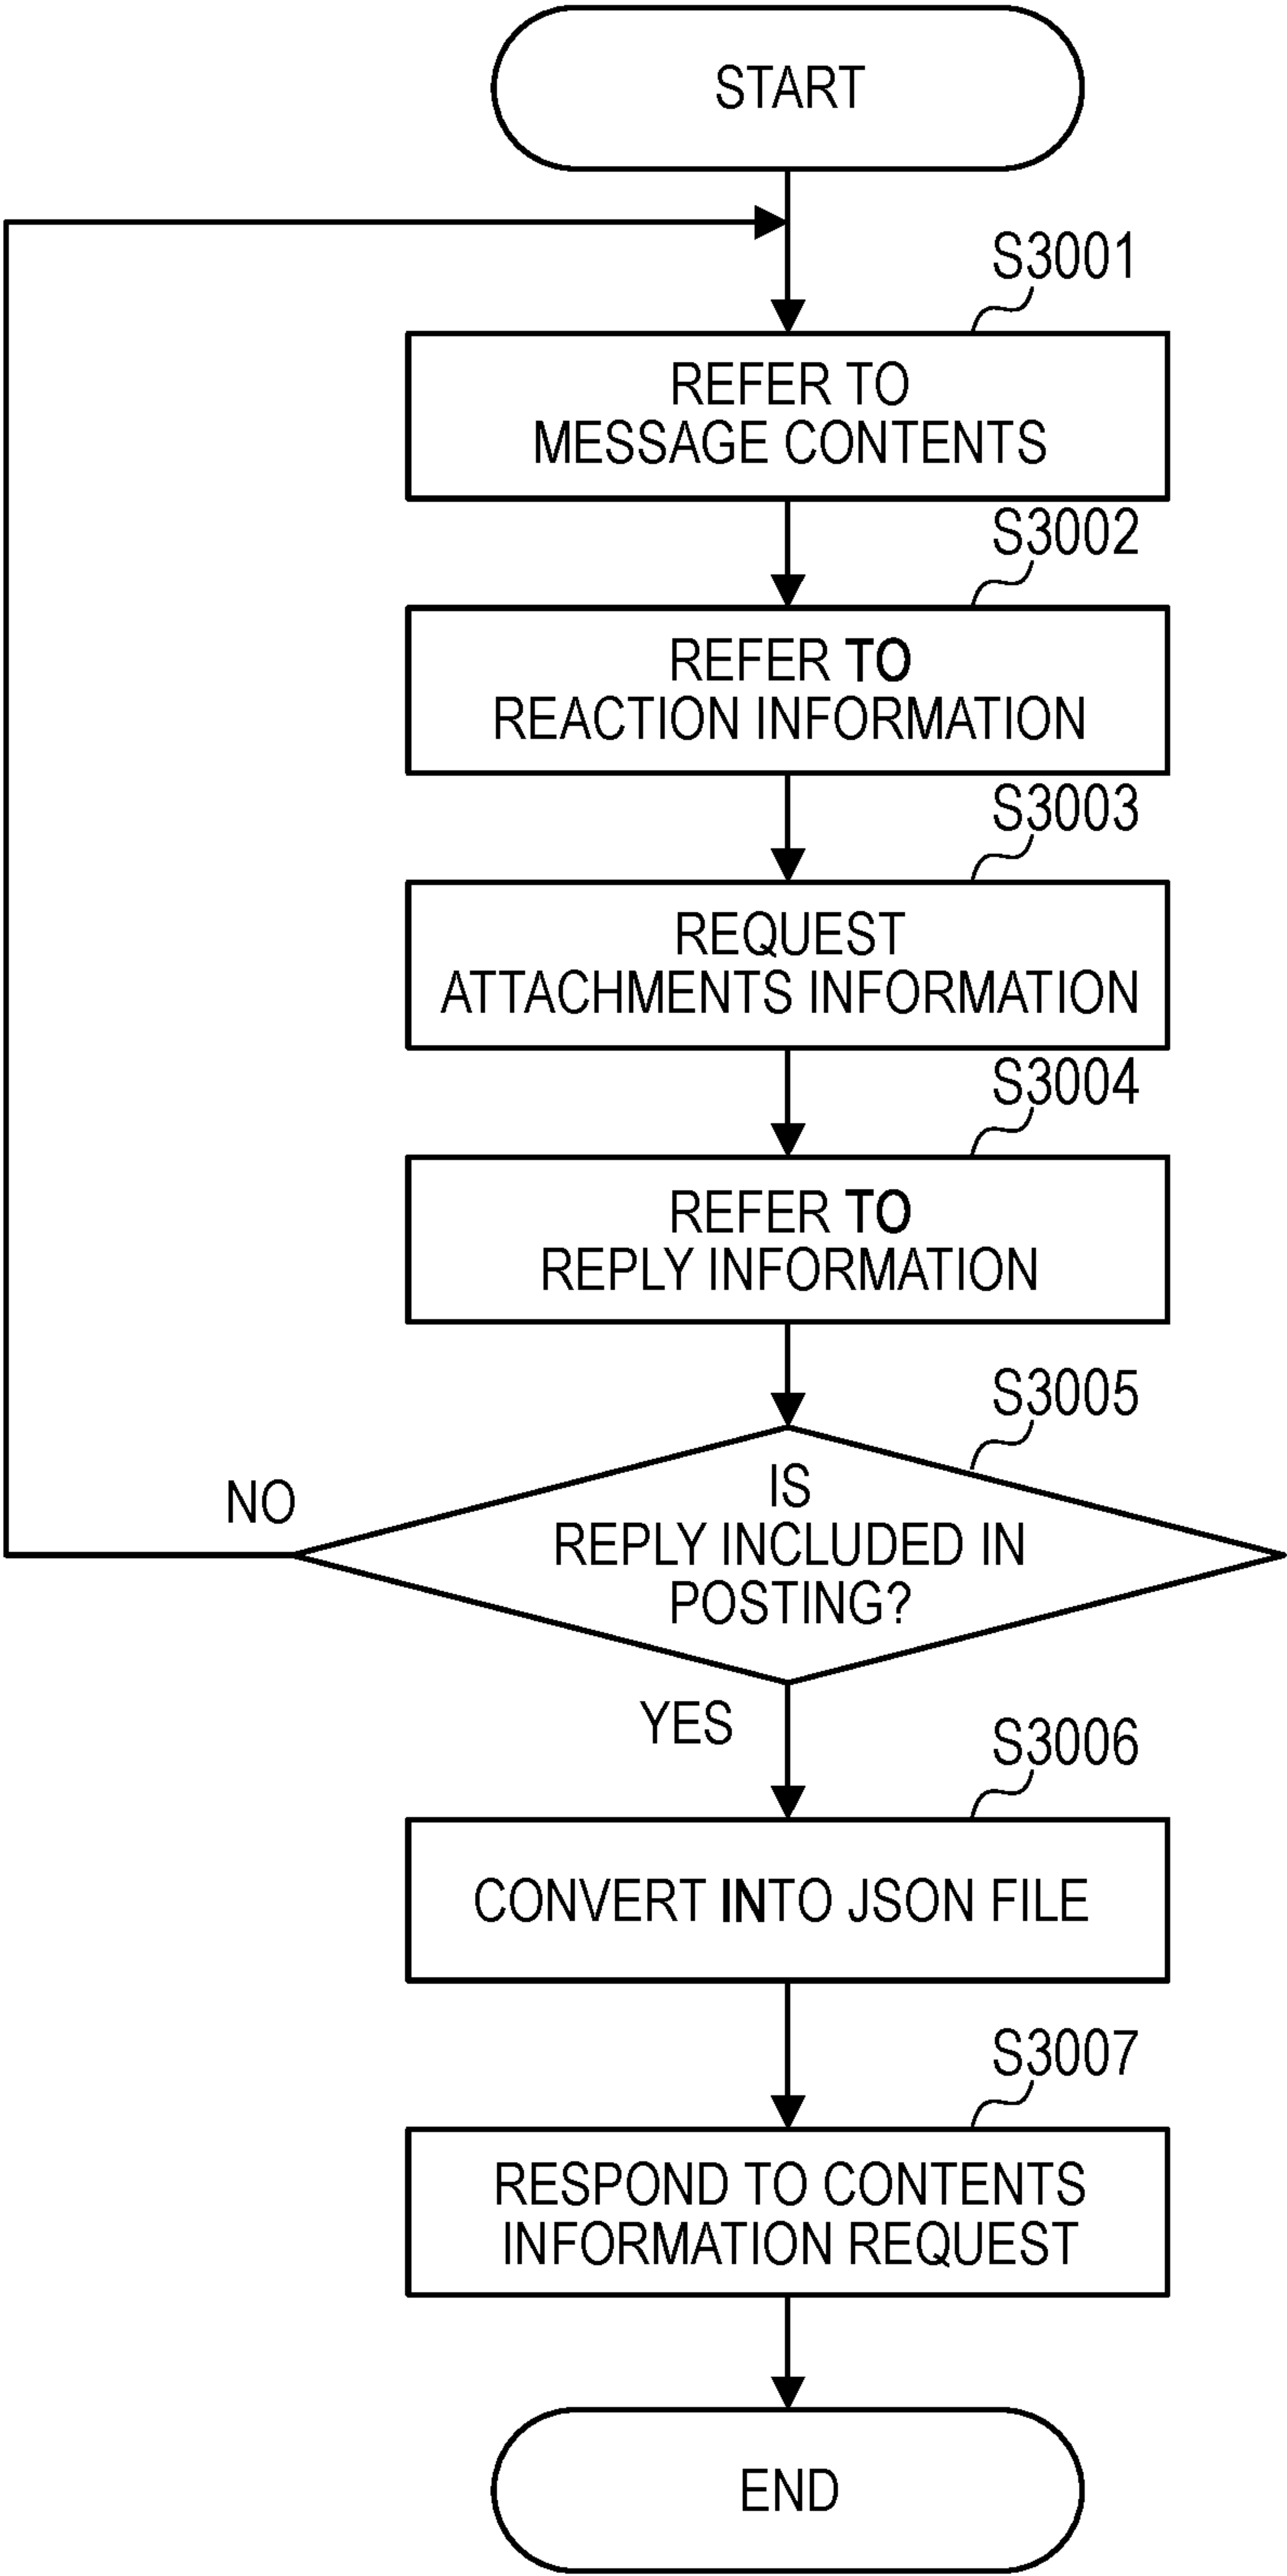 START
S3001
REFER TO
MESSAGE CONTENTS
S3002
REFER TO
REACTION INFORMATION
S3003
REQUEST
ATTACHMENTS INFORMATION
S3004
REFER TO
REPLY INFORMATION
S3005
IS
REPLY INCLUDED IN
POSTING?
NO
YES
S3006
CONVERT INTO JSON FILE
S3007
RESPOND TO CONTENTS
INFORMATION REQUEST
END